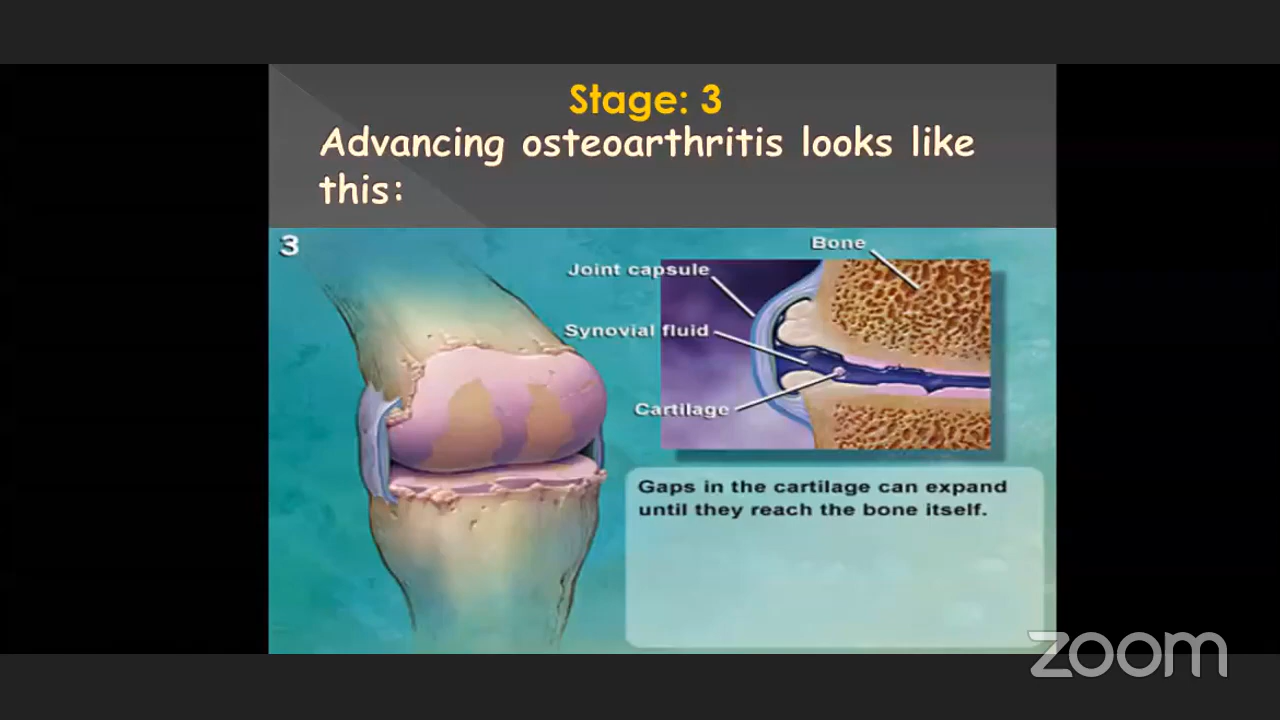 Stage: 3
Advancing osteoarthritis looks like
this:
3
Bone
Joint capsule
Synovial fluid
Cartilage
Gaps in the cartilage can expand
until they reach the bone itself.
zoom